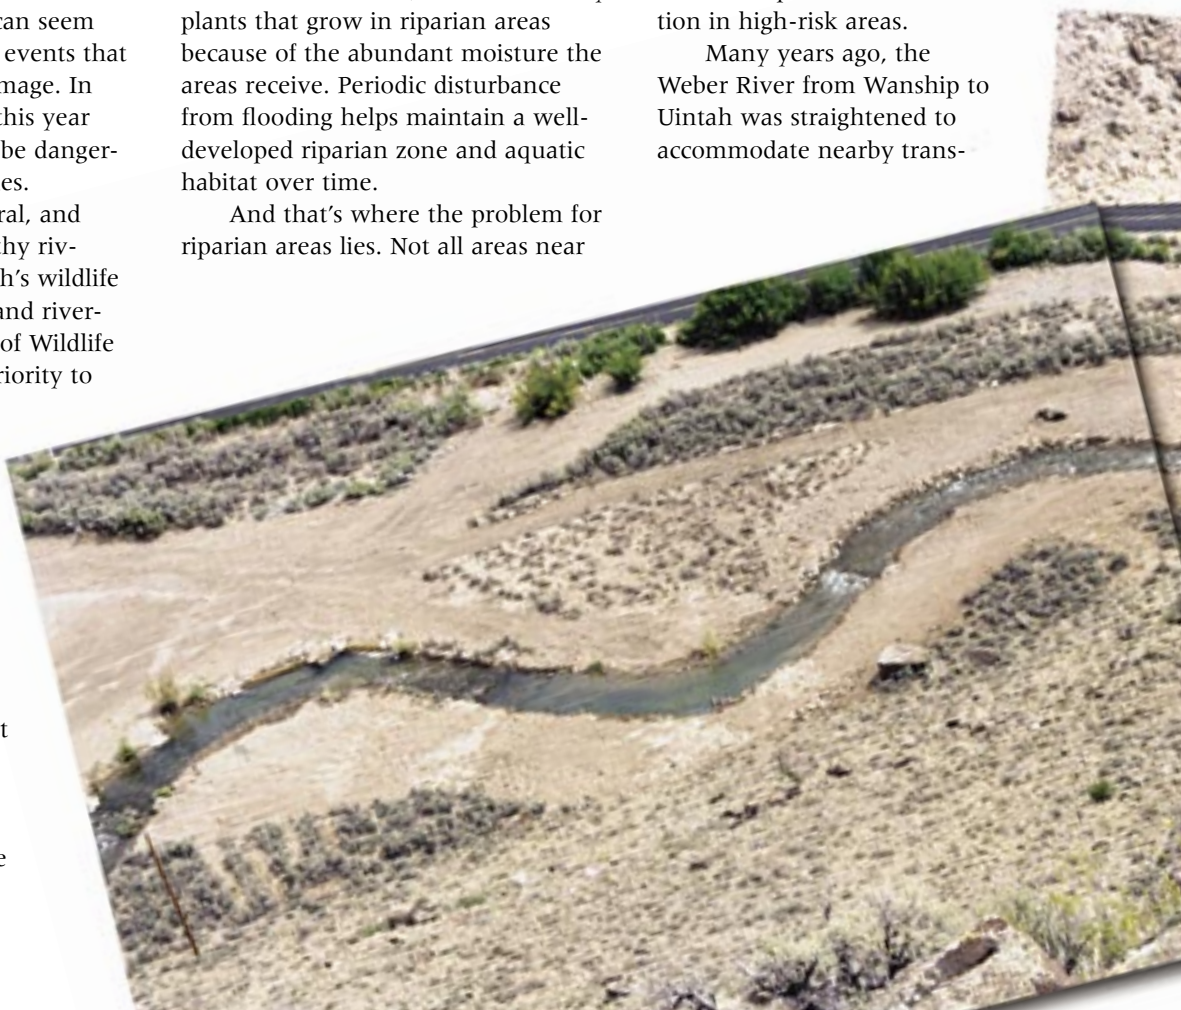 can seem
events that
mage. In
this year
be danger-
es.
ral, and
thy riv-
h's wildlife
and river-
of Wildlife
riority to
t
e
plants that grow in riparian areas
because of the abundant moisture the
areas receive. Periodic disturbance
from flooding helps maintain a well-
developed riparian zone and aquatic
habitat over time.
And that's where the problem for
riparian areas lies. Not all areas near
tion in high-risk areas.
Many years ago, the
Weber River from Wanship to
Uintah was straightened to
accommodate nearby trans-